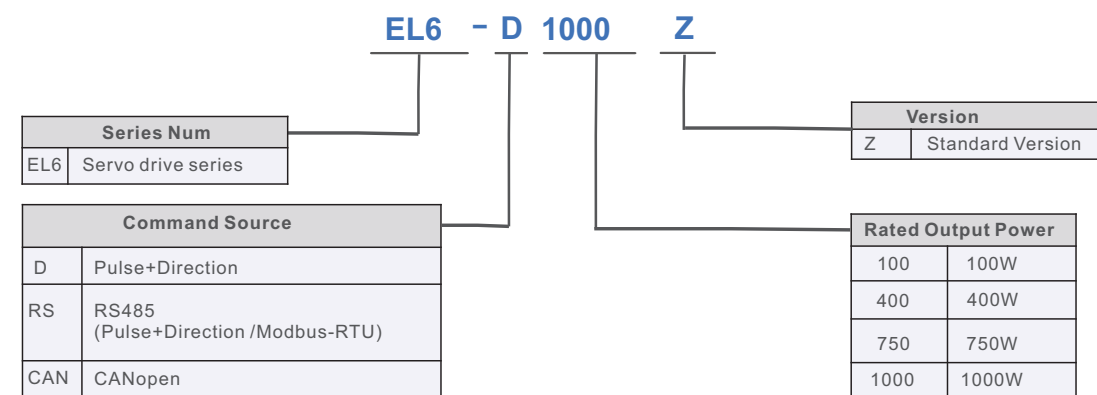 EL6 - D 1000 Z
Series Num
EL6 Servo drive series
Version
Z Standard Version
Command Source
D Pulse+Direction
RS RS485
(Pulse+Direction /Modbus-RTU)
CAN CANopen
Rated Output Power
100 100W
400 400W
750 750W
1000 1000W